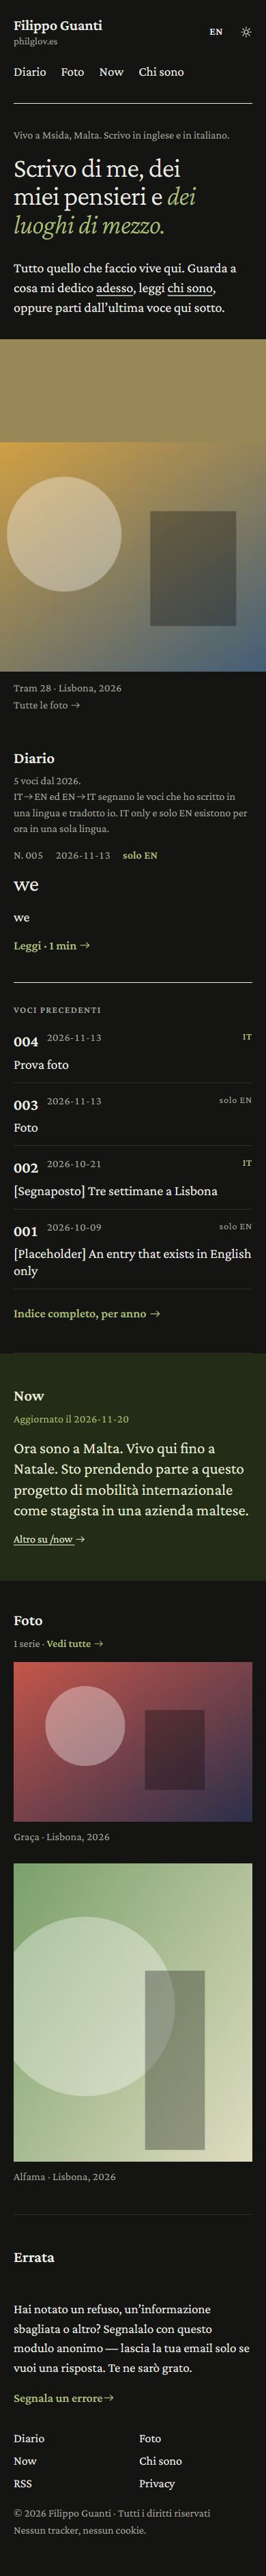 Filippo Guanti
philglov.es
EN
Diario Foto Now Chi sono
Vivo a Msida, Malta. Scrivo in inglese e in italiano.
Scrivo di me, dei
miei pensieri e dei
luoghi di mezzo.
Tutto quello che faccio vive qui. Guarda a
cosa mi dedico adesso, leggi chi sono,
oppure parti dall’ultima voce qui sotto.
Tram 28 · Lisbona, 2026
Tutte le foto →
Diario
5 voci dal 2026.
IT→EN ed EN→IT segnano le voci che ho scritto in
una lingua e tradotto io. IT only e solo EN esistono per
ora in una sola lingua.
N. 005 2026-11-13 solo EN
we
we
Leggi · 1 min →
VOCI PRECEDENTI
004 2026-11-13 IT
Prova foto
003 2026-11-13 solo EN
Foto
002 2026-10-21 IT
[Segnaposto] Tre settimane a Lisbona
001 2026-10-09 solo EN
[Placeholder] An entry that exists in English
only
Indice completo, per anno →
Now
Aggiornato il 2026-11-20
Ora sono a Malta. Vivo qui fino a
Natale. Sto prendendo parte a questo
progetto di mobilità internazionale
come stagista in una azienda maltese.
Altro su /now →
Foto
1 serie · Vedi tutte →
Graça · Lisbona, 2026
Alfama · Lisbona, 2026
Errata
Hai notato un refuso, un’informazione
sbagliata o altro? Segnalalo con questo
modulo anonimo — lascia la tua email solo se
vuoi una risposta. Te ne sarò grato.
Segnala un errore→
Diario Foto
Now Chi sono
RSS Privacy
© 2026 Filippo Guanti · Tutti i diritti riservati
Nessun tracker, nessun cookie.